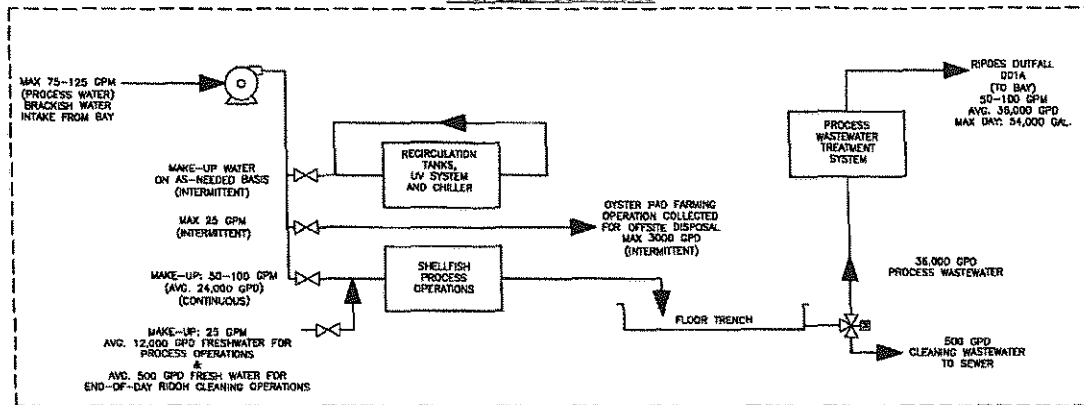 MAX 75-125 GPM
(PROCESS WATER)
BRACKISH WATER
INTAKE FROM BAY
MAKE-UP WATER
ON AS-NEEDED BASIS
(INTERMITTENT)
RECIRCULATION
TANKS,
UV SYSTEM
AND CHILLER
MAX 25 GPM
(INTERMITTENT)
OYSTER PAD FARMING
OPERATION COLLECTED
FOR OFFSITE DISPOSAL
MAX 3000 GPD
(INTERMITTENT)
MAKE-UP: 50-100 GPM
(AVG. 24,000 GPD)
(CONTINUOUS)
SHELLFISH
PROCESS
OPERATIONS
MAKE-UP: 25 GPM
AVG. 12,000 GPD FRESHWATER FOR
PROCESS OPERATIONS
&
AVG. 500 GPD FRESH WATER FOR
END-OF-DAY RIDOH CLEANING OPERATIONS
FLOOR TRENCH
PROCESS
WASTEWATER
TREATMENT
SYSTEM
RIPDES OUTFALL
001A
(TO BAY)
50-100 GPM
AVG. 36,000 GPD
MAX DAY: 54,000 GAL.
36,000 GPD
PROCESS WASTEWATER
500 GPD
CLEANING WASTEWATER
TO SEWER